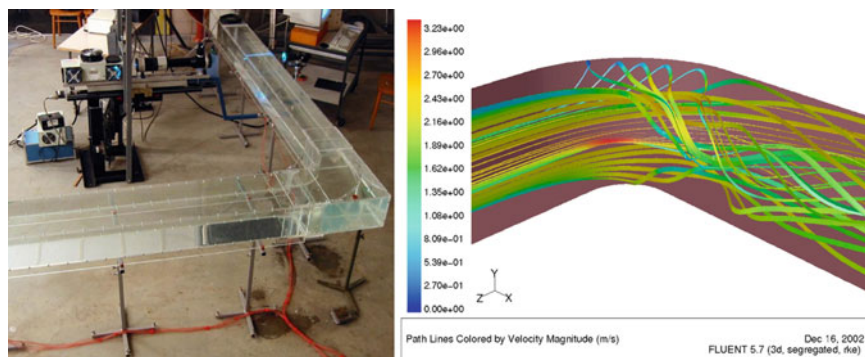 3.23e+00
2.96e+00
2.70e+00
2.43e+00
2.16e+00
1.89e+00
1.62e+00
1.35e+00
1.08e+00
8.09e-01
5.39e-01
2.70e-01
0.00e+00
Y
Z X
Path Lines Colored by Velocity Magnitude (m/s)
Dec 16, 2002
FLUENT 5.7 (3d, segregated, rke)